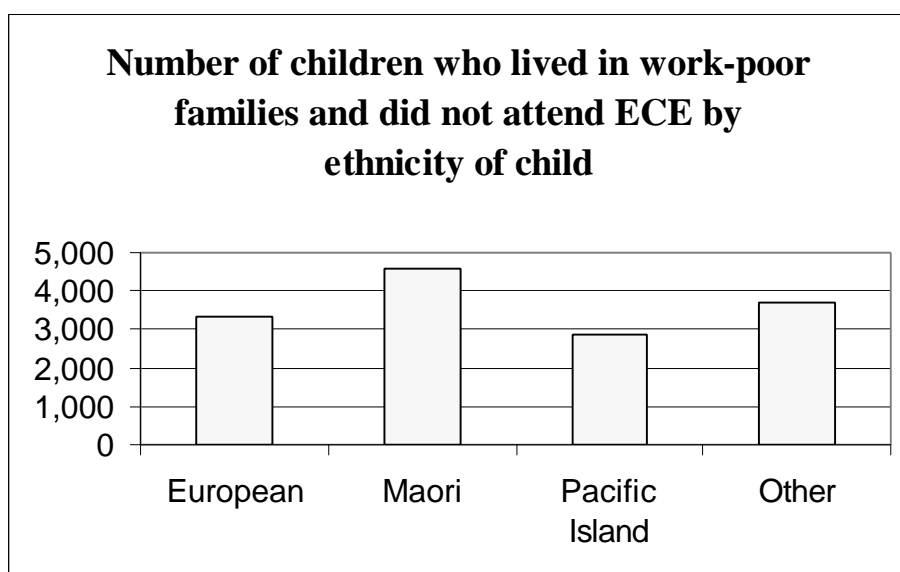 Number of children who lived in work-poor
families and did not attend ECE by
ethnicity of child
5,000
4,000
3,000
2,000
1,000
0
European Maori Pacific Other
Island